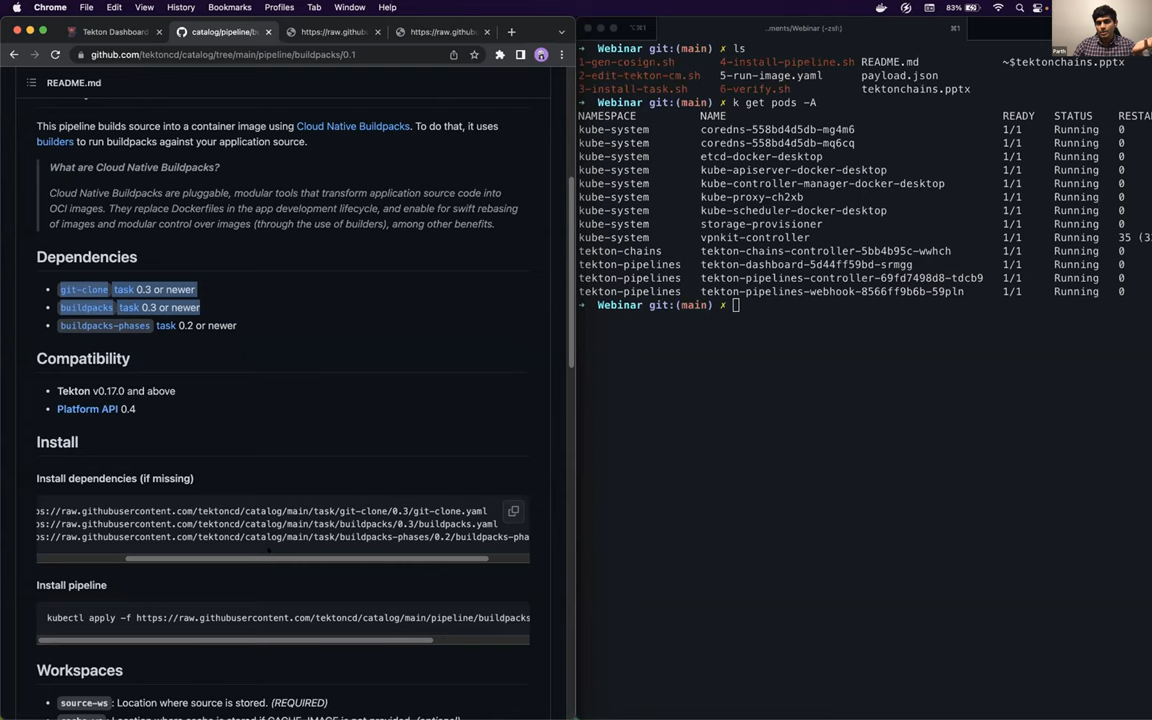 Chrome File Edit View History Bookmarks Profiles Tab Window Help 83%
Tekton Dashboard
catalog/pipeline/bu
https://raw.githubu
https://raw.githubu
github.com/tektoncd/catalog/tree/main/pipeline/buildpacks/0.1
README.md
This pipeline builds source into a container image using Cloud Native Buildpacks. To do that, it uses
builders to run buildpacks against your application source.
What are Cloud Native Buildpacks?
Cloud Native Buildpacks are pluggable, modular tools that transform application source code into
OCI images. They replace Dockerfiles in the app development lifecycle, and enable for swift rebasing
of images and modular control over images (through the use of builders), among other benefits.
Dependencies
• git-clone task 0.3 or newer
• buildpacks task 0.3 or newer
• buildpacks-phases task 0.2 or newer
Compatibility
• Tekton v0.17.0 and above
• Platform API 0.4
Install
Install dependencies (if missing)
ps://raw.githubusercontent.com/tektoncd/catalog/main/task/git-clone/0.3/git-clone.yaml
ps://raw.githubusercontent.com/tektoncd/catalog/main/task/buildpacks/0.3/buildpacks.yaml
ps://raw.githubusercontent.com/tektoncd/catalog/main/task/buildpacks-phases/0.2/buildpacks-pha
Install pipeline
kubectl apply -f https://raw.githubusercontent.com/tektoncd/catalog/main/pipeline/buildpacks
Workspaces
• source-ws: Location where source is stored. (REQUIRED)
⌥⌘1
...ments/Webinar (-zsh)
⌘1
→ Webinar git:(main) ✗ ls
1-gen-cosign.sh 4-install-pipeline.sh README.md ~$tektonchains.pptx
2-edit-tekton-cm.sh 5-run-image.yaml payload.json
3-install-task.sh 6-verify.sh tektonchains.pptx
→ Webinar git:(main) ✗ k get pods -A
NAMESPACE NAME READY STATUS RESTA
kube-system coredns-558bd4d5db-mg4m6 1/1 Running 0
kube-system coredns-558bd4d5db-mq6cq 1/1 Running 0
kube-system etcd-docker-desktop 1/1 Running 0
kube-system kube-apiserver-docker-desktop 1/1 Running 0
kube-system kube-controller-manager-docker-desktop 1/1 Running 0
kube-system kube-proxy-ch2xb 1/1 Running 0
kube-system kube-scheduler-docker-desktop 1/1 Running 0
kube-system storage-provisioner 1/1 Running 0
kube-system vpnkit-controller 1/1 Running 35 (3
tekton-chains tekton-chains-controller-5bb4b95c-wwhch 1/1 Running 0
tekton-pipelines tekton-dashboard-5d44ff59bd-srmgg 1/1 Running 0
tekton-pipelines tekton-pipelines-controller-69fd7498d8-tdcb9 1/1 Running 0
tekton-pipelines tekton-pipelines-webhook-8566ff9b6b-59pln 1/1 Running 0
→ Webinar git:(main) ✗
Parth